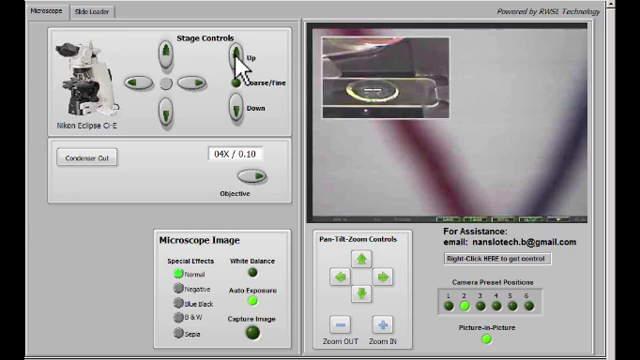 Microscope
Slide Loader
Powered by RWSL Technology
Stage Controls
Up
Coarse/Fine
Down
Nikon Eclipse Ci-E
Condenser Out
04X / 0.10
Objective
Microscope Image
Special Effects
Normal
Negative
Blue Black
B & W
Sepia
White Balance
Auto Exposure
Capture Image
Pan-Tilt-Zoom Controls
Zoom OUT
Zoom IN
For Assistance:
email: nanslotech.b@gmail.com
Right-Click HERE to get control
Camera Preset Positions
1 2 3 4 5 6
Picture-in-Picture